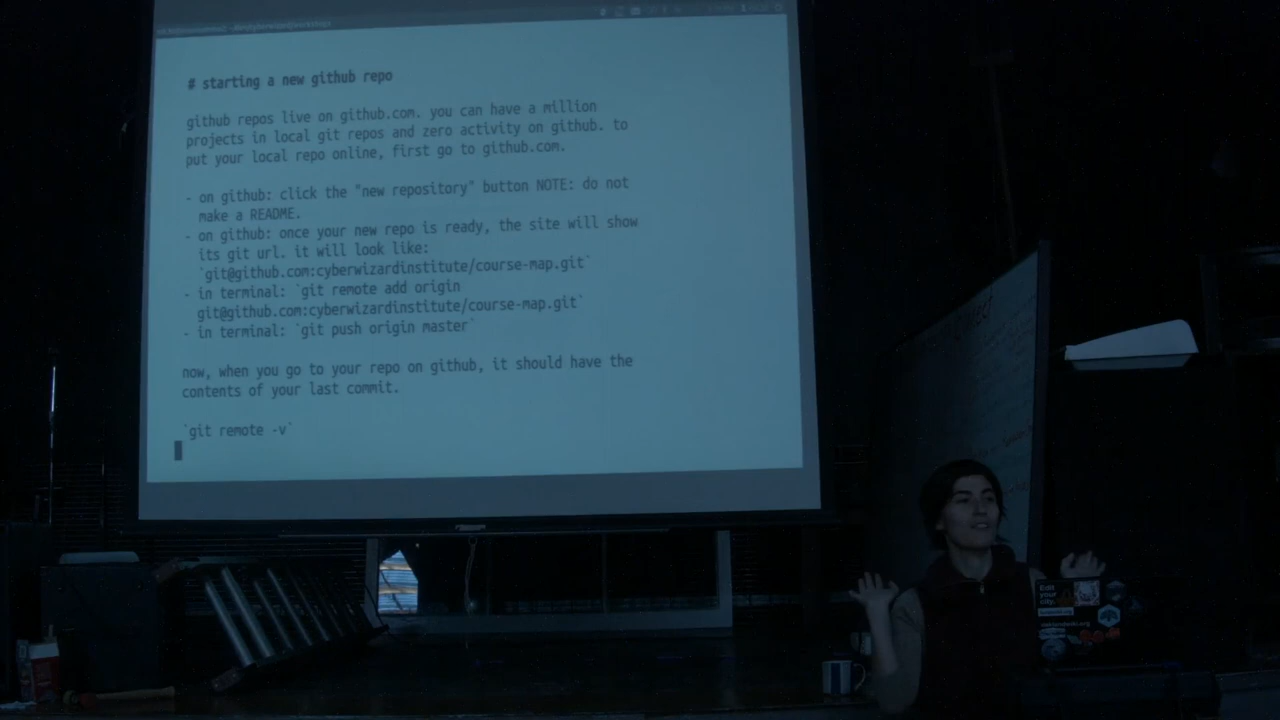 # starting a new github repo
github repos live on github.com. you can have a million
projects in local git repos and zero activity on github. to
put your local repo online, first go to github.com.
- on github: click the "new repository" button NOTE: do not
make a README.
- on github: once your new repo is ready, the site will show
its git url. it will look like:
`git@github.com:cyberwizardinstitute/course-map.git`
- in terminal: `git remote add origin
git@github.com:cyberwizardinstitute/course-map.git`
- in terminal: `git push origin master`
now, when you go to your repo on github, it should have the
contents of your last commit.
`git remote -v`
Edit
your
city.